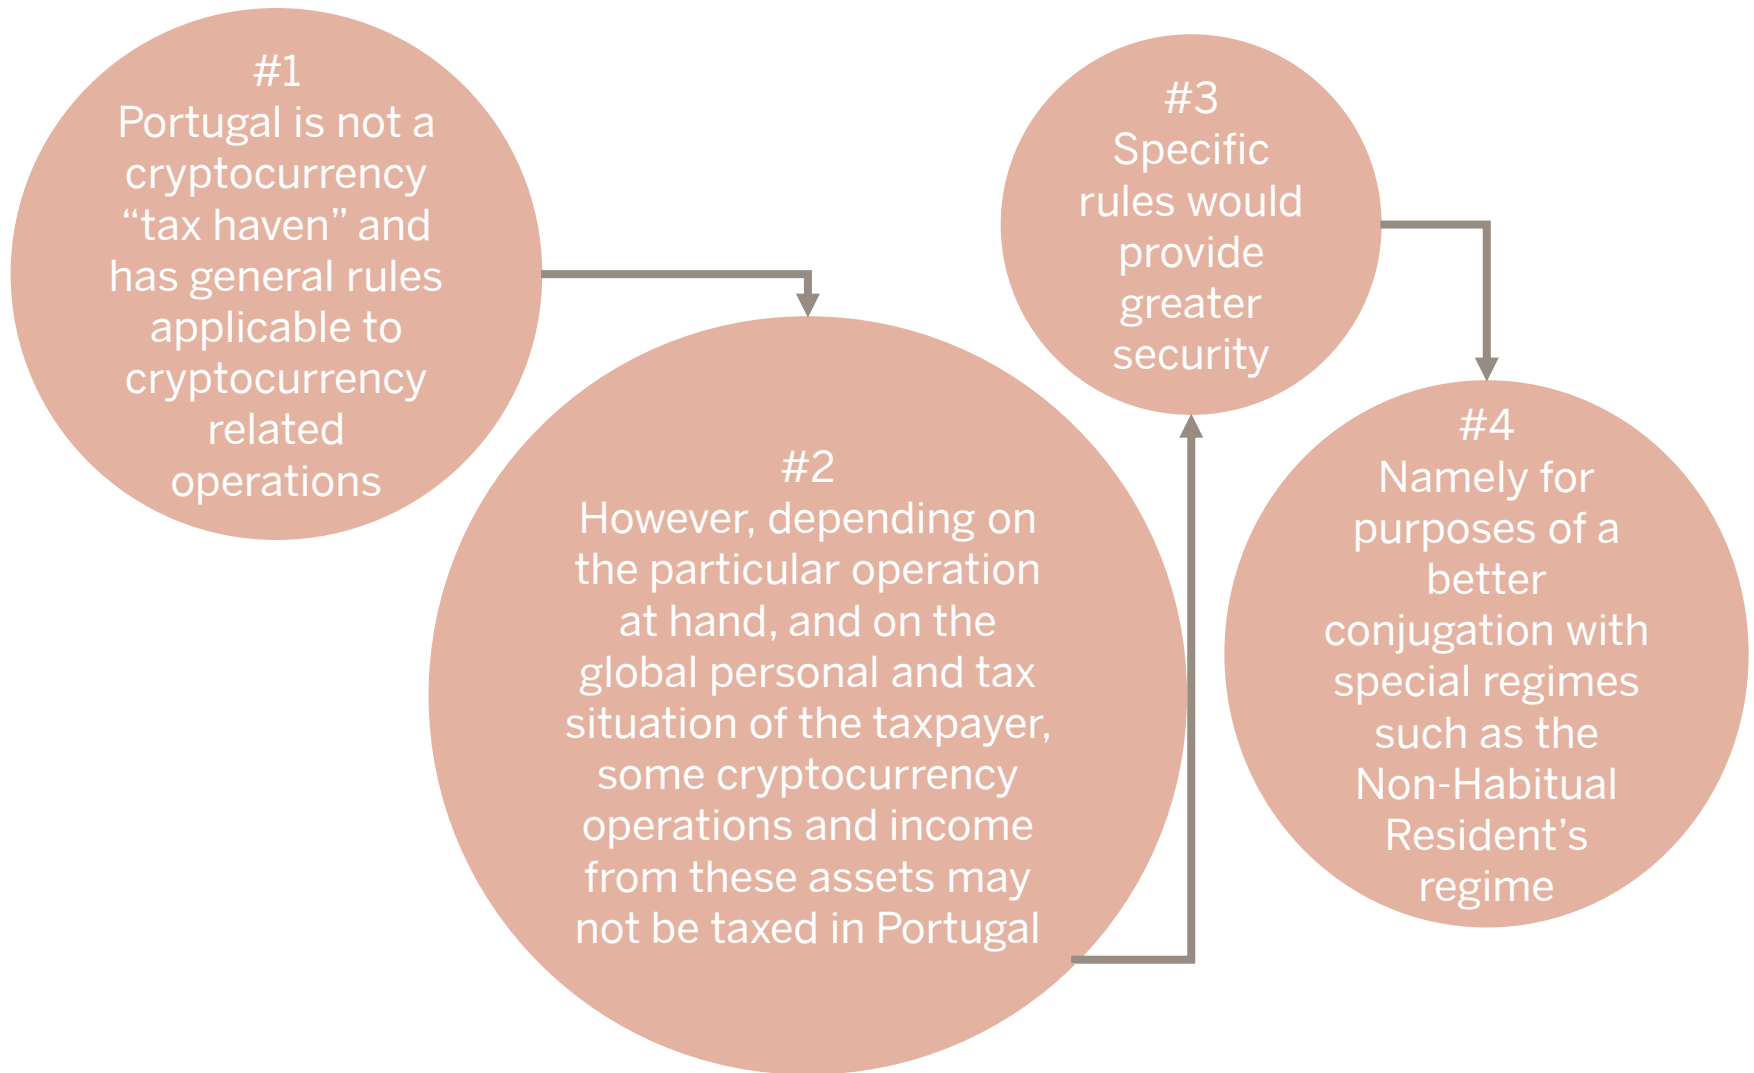 #1
Portugal is not a
cryptocurrency
“tax haven” and
has general rules
applicable to
cryptocurrency
related
operations
#2
However, depending on
the particular operation
at hand, and on the
global personal and tax
situation of the taxpayer,
some cryptocurrency
operations and income
from these assets may
not be taxed in Portugal
#3
Specific
rules would
provide
greater
security
#4
Namely for
purposes of a
better
conjugation with
special regimes
such as the
Non-Habitual
Resident’s
regime